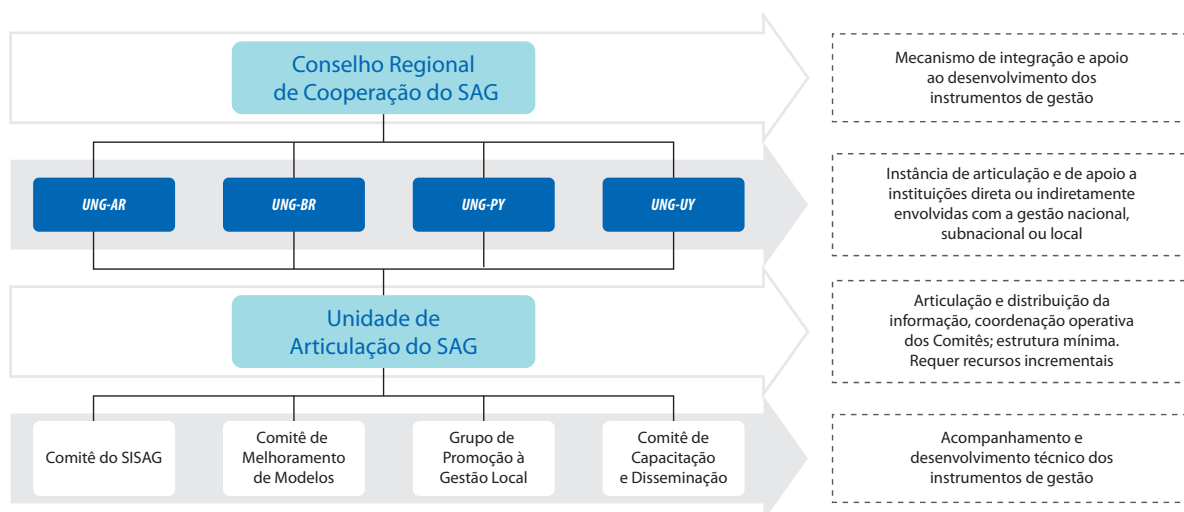 Conselho Regional
de Cooperação do SAG
Mecanismo de integração e apoio
ao desenvolvimento dos
instrumentos de gestão
UNG-AR
UNG-BR
UNG-PY
UNG-UY
Instância de articulação e de apoio a
instituições direta ou indiretamente
envolvidas com a gestão nacional,
subnacional ou local
Unidade de
Articulação do SAG
Articulação e distribuição da
informação, coordenação operativa
dos Comitês; estrutura mínima.
Requer recursos incrementais
Comitê do SISAG
Comitê de
Melhoramento
de Modelos
Grupo de
Promoção à
Gestão Local
Comitê de
Capacitação
e Disseminação
Acompanhamento e
desenvolvimento técnico dos
instrumentos de gestão